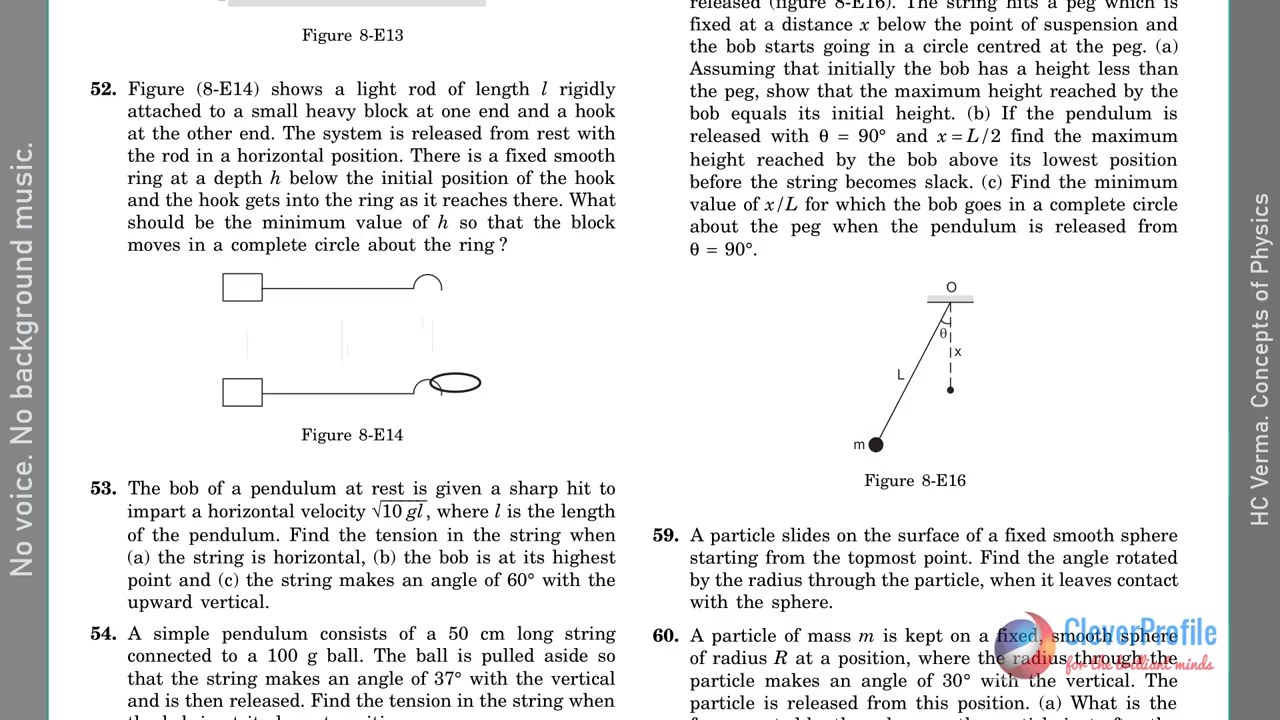 No voice. No background music.
Figure 8-E13
52. Figure (8-E14) shows a light rod of length l rigidly
attached to a small heavy block at one end and a hook
at the other end. The system is released from rest with
the rod in a horizontal position. There is a fixed smooth
ring at a depth h below the initial position of the hook
and the hook gets into the ring as it reaches there. What
should be the minimum value of h so that the block
moves in a complete circle about the ring ?
Figure 8-E14
53. The bob of a pendulum at rest is given a sharp hit to
impart a horizontal velocity √10 gl, where l is the length
of the pendulum. Find the tension in the string when
(a) the string is horizontal, (b) the bob is at its highest
point and (c) the string makes an angle of 60° with the
upward vertical.
54. A simple pendulum consists of a 50 cm long string
connected to a 100 g ball. The ball is pulled aside so
that the string makes an angle of 37° with the vertical
and is then released. Find the tension in the string when
released (figure 8-E16). The string hits a peg which is
fixed at a distance x below the point of suspension and
the bob starts going in a circle centred at the peg. (a)
Assuming that initially the bob has a height less than
the peg, show that the maximum height reached by the
bob equals its initial height. (b) If the pendulum is
released with θ = 90° and x = L/2 find the maximum
height reached by the bob above its lowest position
before the string becomes slack. (c) Find the minimum
value of x/L for which the bob goes in a complete circle
about the peg when the pendulum is released from
θ = 90°.
O
θ
x
L
m
Figure 8-E16
59. A particle slides on the surface of a fixed smooth sphere
starting from the topmost point. Find the angle rotated
by the radius through the particle, when it leaves contact
with the sphere.
60. A particle of mass m is kept on a fixed, smooth sphere
of radius R at a position, where the radius through the
particle makes an angle of 30° with the vertical. The
particle is released from this position. (a) What is the
CleverProfile
for the brilliant minds
HC Verma. Concepts of Physics